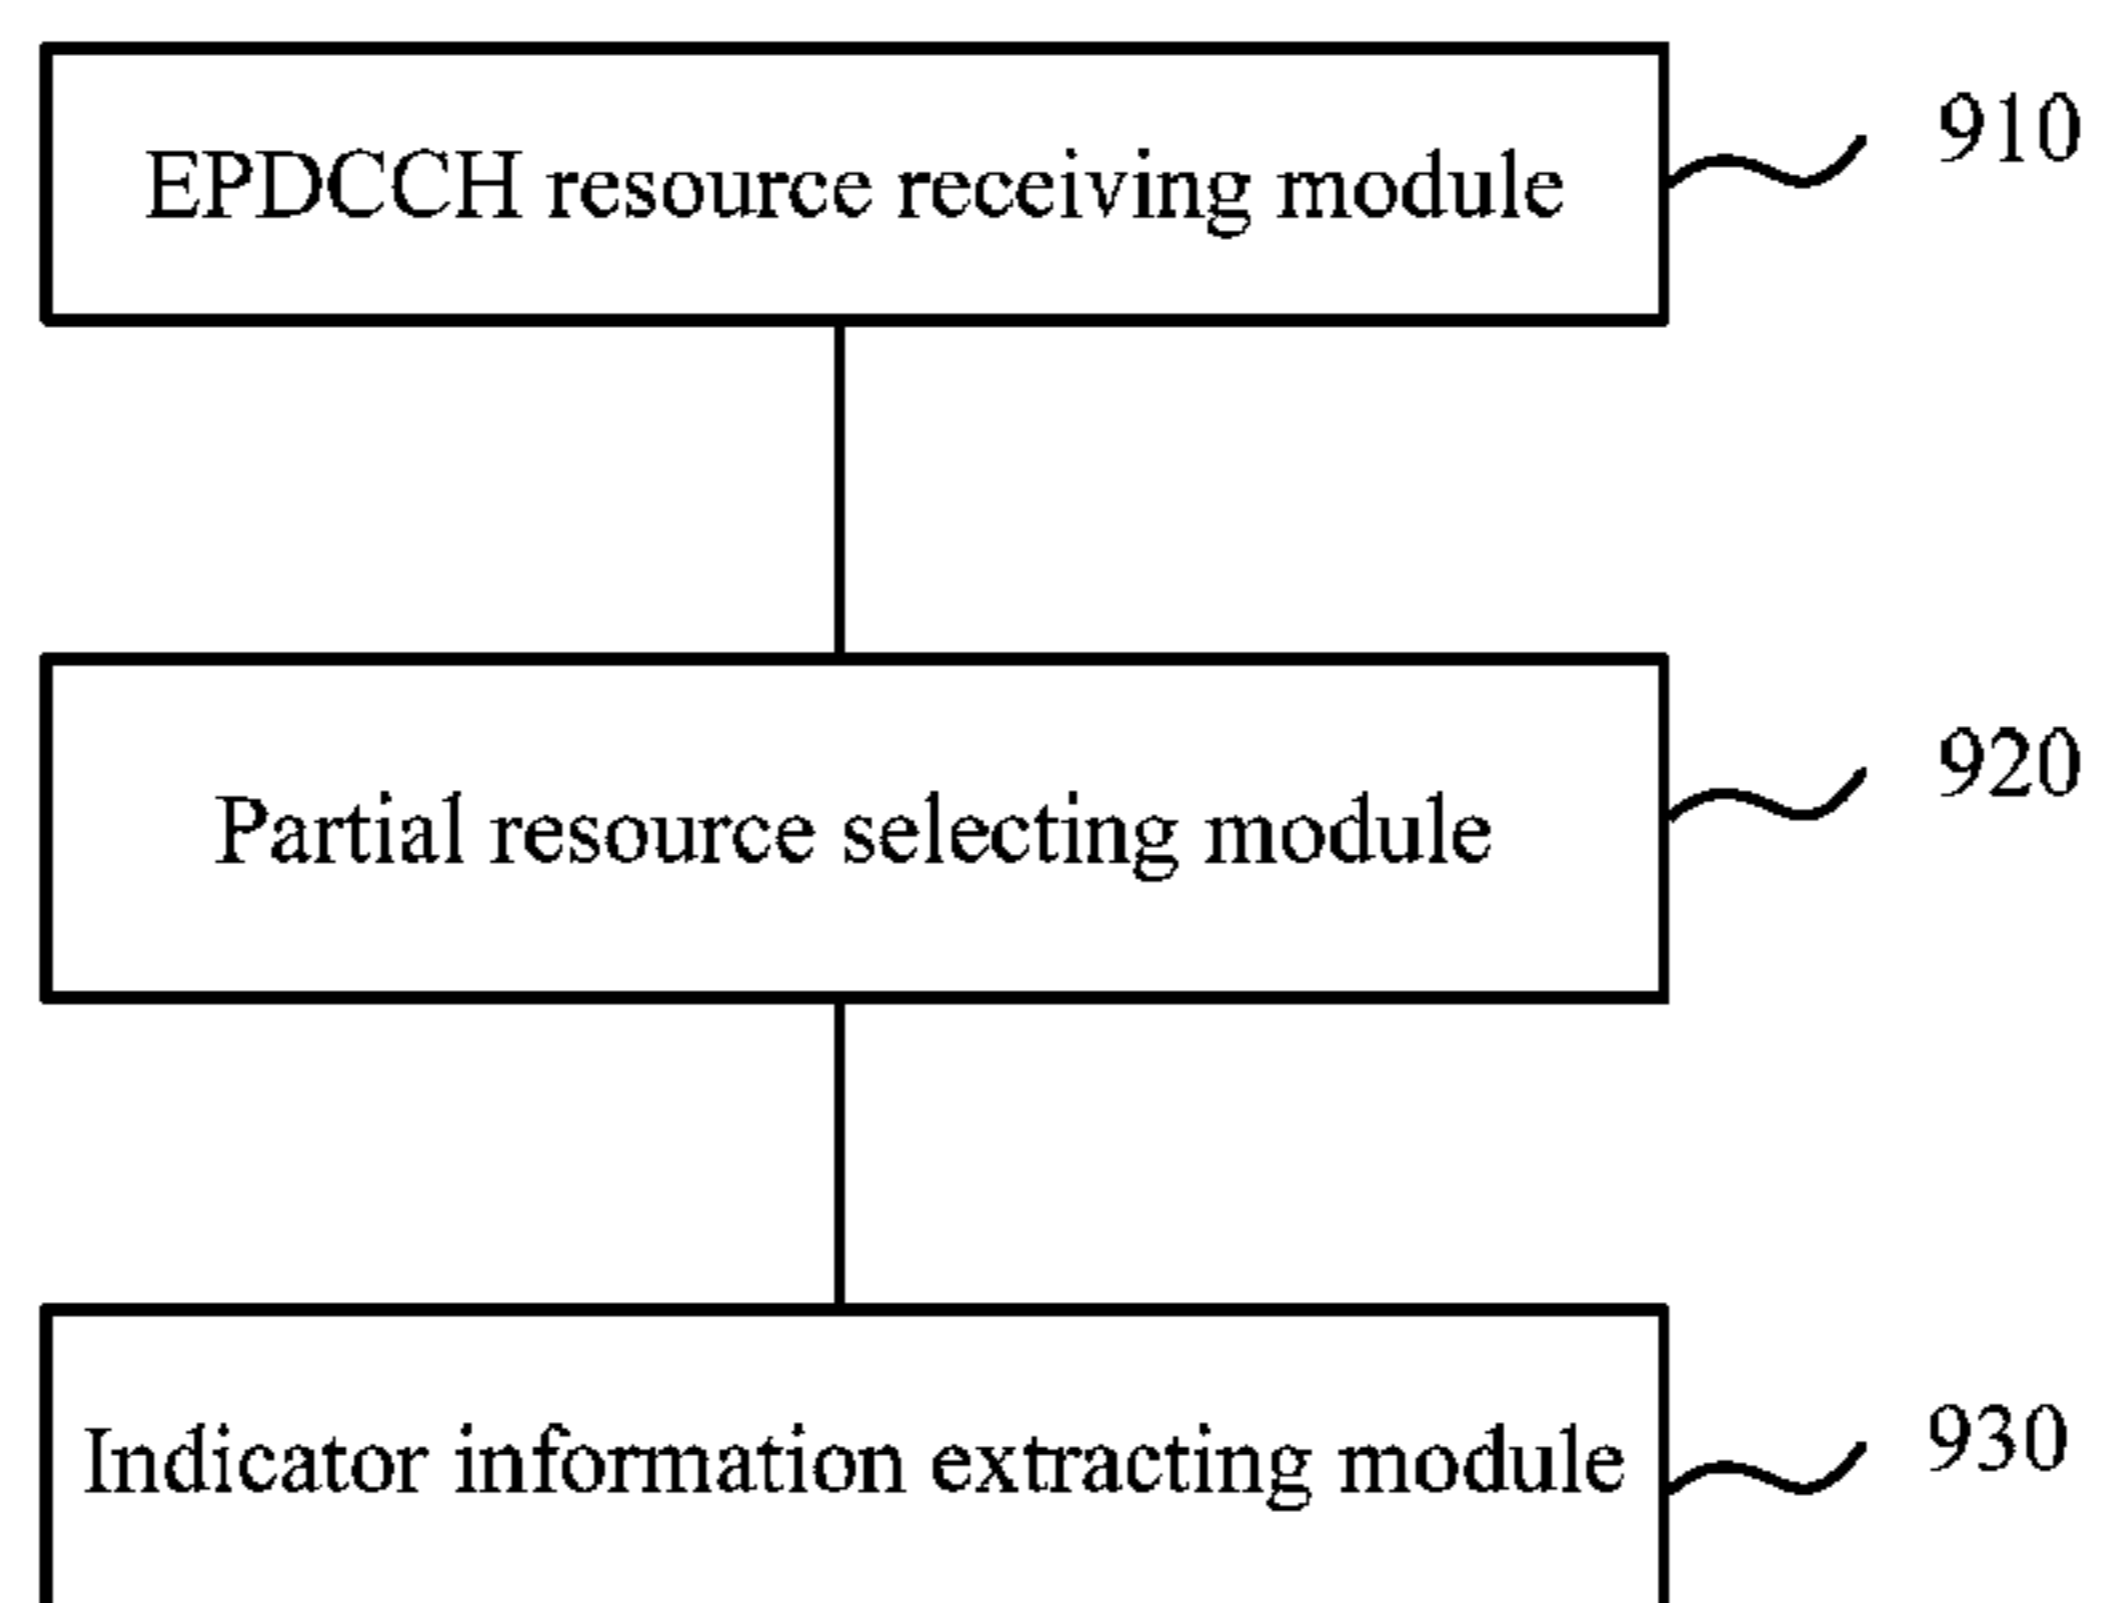 EPDCCH resource receiving module
910
Partial resource selecting module
920
Indicator information extracting module
930